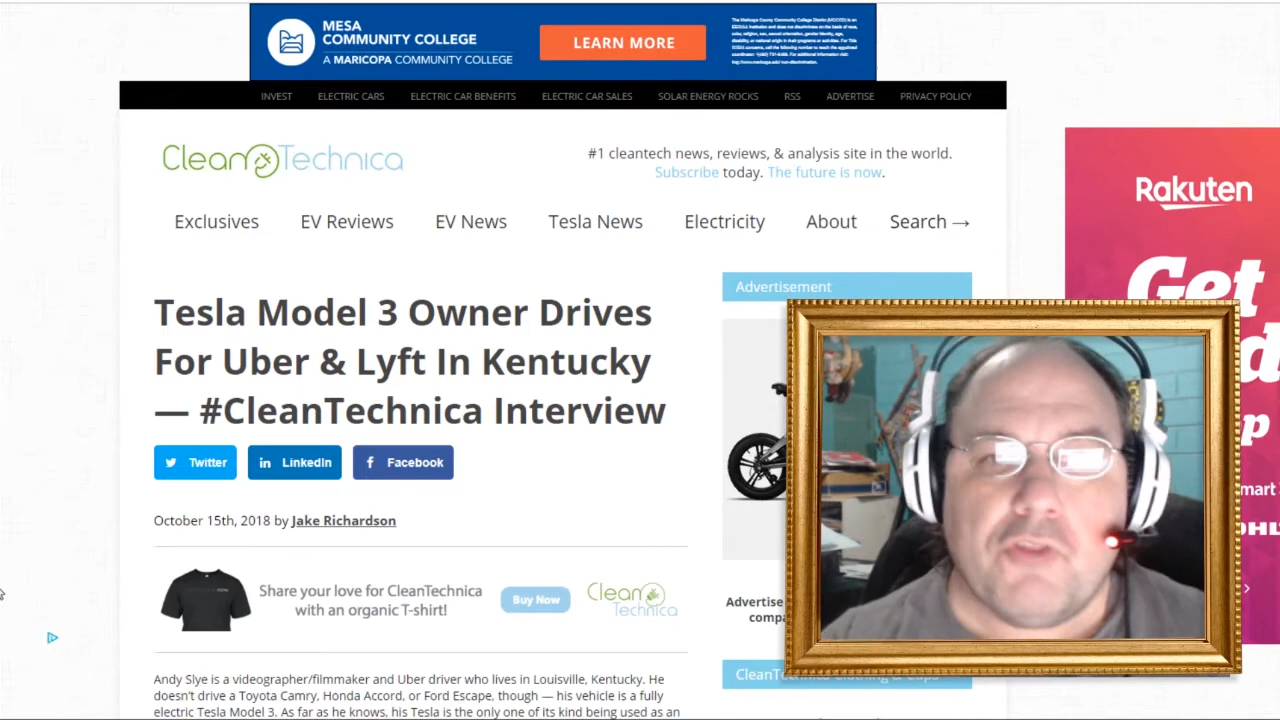 MESA
COMMUNITY COLLEGE
A MARICOPA COMMUNITY COLLEGE
LEARN MORE
INVEST ELECTRIC CARS ELECTRIC CAR BENEFITS ELECTRIC CAR SALES SOLAR ENERGY ROCKS RSS ADVERTISE PRIVACY POLICY
CleanTechnica
#1 cleantech news, reviews, & analysis site in the world.
Subscribe today. The future is now.
Exclusives EV Reviews EV News Tesla News Electricity About Search →
Tesla Model 3 Owner Drives
For Uber & Lyft In Kentucky
— #CleanTechnica Interview
Twitter LinkedIn Facebook
October 15th, 2018 by Jake Richardson
Share your love for CleanTechnica
with an organic T-shirt!
Buy Now
Clean
Technica
Andy Slye is a videographer/filmmaker and Uber driver who lives in Louisville, Kentucky. He
doesn't drive a Toyota Camry, Honda Accord, or Ford Escape, though — his vehicle is a fully
electric Tesla Model 3. As far as he knows, his Tesla is the only one of its kind being used as an
Advertisement
Advertise
CleanTechnica Clothing & Cups
Rakuten
Get